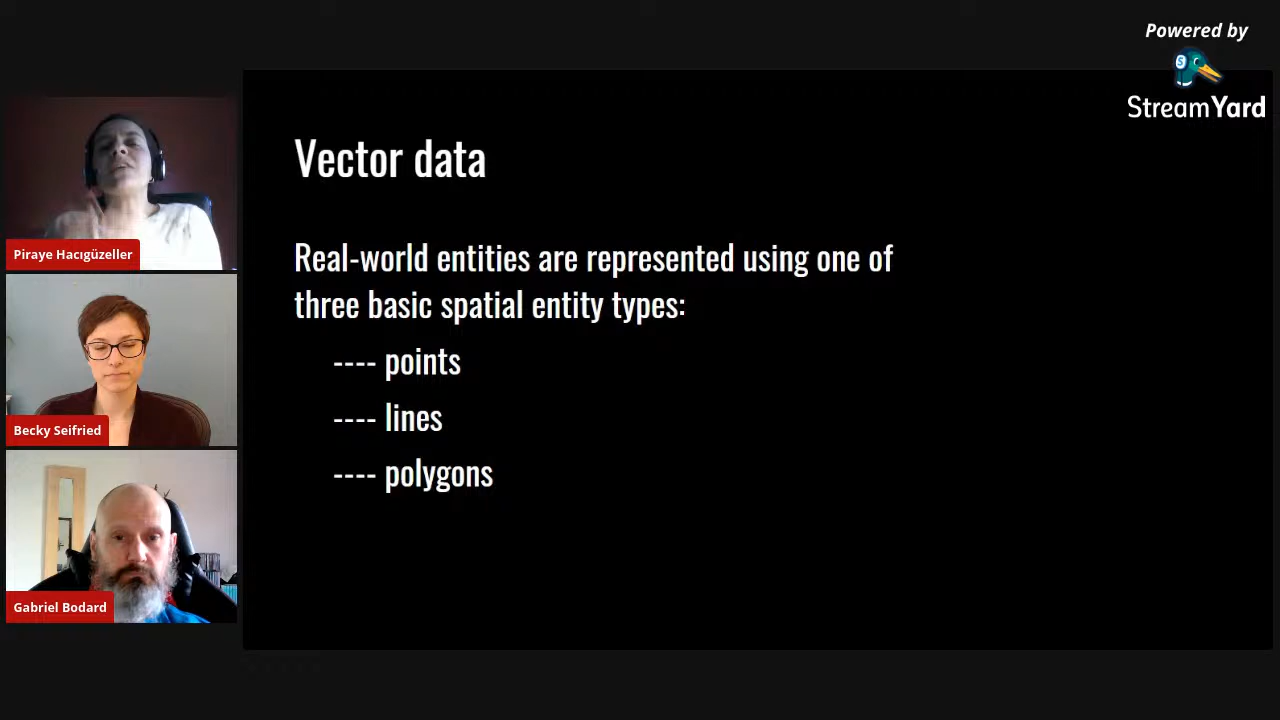 Powered by
StreamYard
Vector data
Real-world entities are represented using one of
three basic spatial entity types:
---- points
---- lines
---- polygons
Piraye Hacıgüzeller
Becky Seifried
Gabriel Bodard